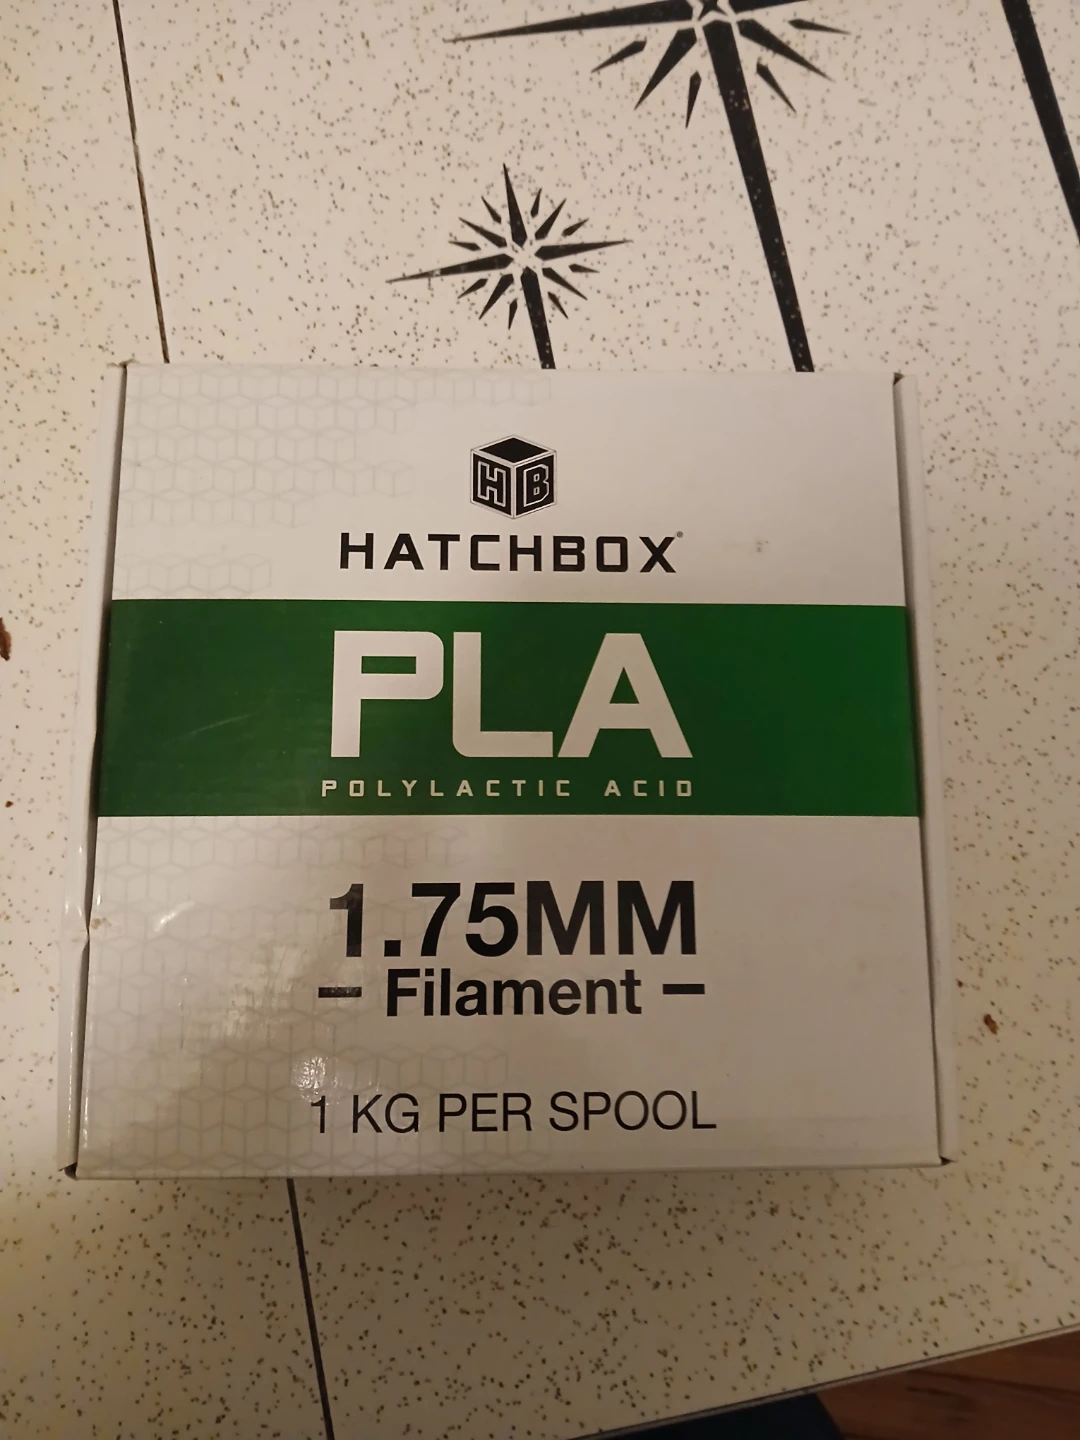 HB
HATCHBOX®
PLA
POLYLACTIC ACID
1.75MM
– Filament –
1 KG PER SPOOL